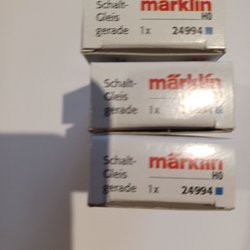 Schalt- märklin
Gleis H0
gerade 1x 24994
Schalt- märklin
Gleis
gerade 1x 24994
Schalt- märklin
Gleis H0
gerade 1x 24994